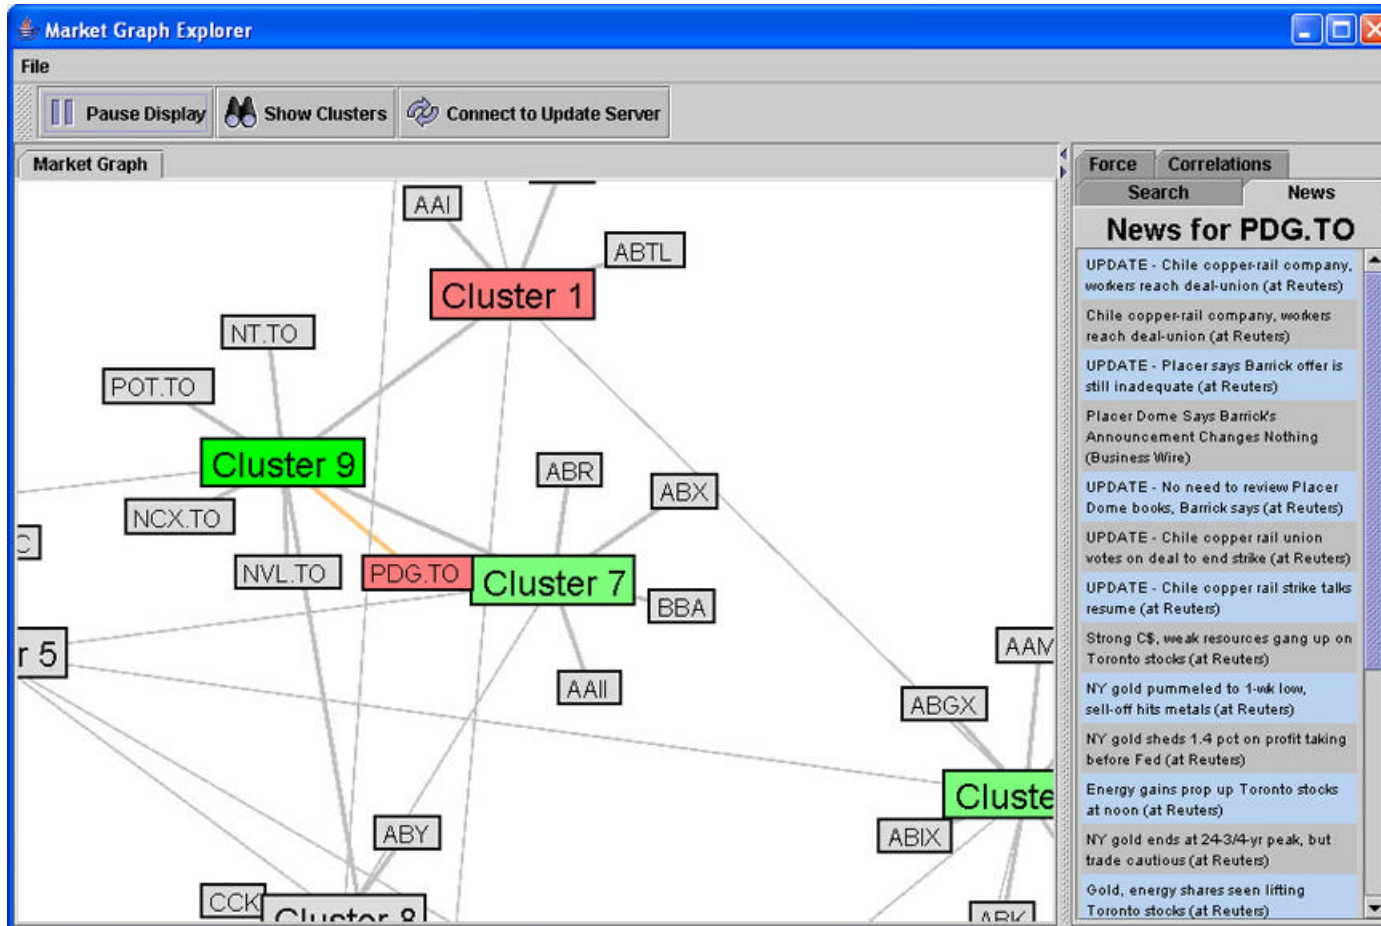 Market Graph Explorer
File
Pause Display
Show Clusters
Connect to Update Server
Market Graph
AAI
ABTL
Cluster 1
NT.TO
POT.TO
Cluster 9
ABR
ABX
NCX.TO
C
NVL.TO
PDG.TO
Cluster 7
BBA
r 5
AAM
AAII
ABGX
Cluste
ABY
ABIX
CCK
Cluster 8
ABK
Force
Correlations
Search
News
News for PDG.TO
UPDATE - Chile copper-rail company,
workers reach deal-union (at Reuters)
Chile copper-rail company, workers
reach deal-union (at Reuters)
UPDATE - Placer says Barrick offer is
still inadequate (at Reuters)
Placer Dome Says Barrick's
Announcement Changes Nothing
(Business Wire)
UPDATE - No need to review Placer
Dome books, Barrick says (at Reuters)
UPDATE - Chile copper rail union
votes on deal to end strike (at Reuters)
UPDATE - Chile copper rail strike talks
resume (at Reuters)
Strong C$, weak resources gang up on
Toronto stocks (at Reuters)
NY gold pummeled to 1-wk low,
sell-off hits metals (at Reuters)
NY gold sheds 1.4 pct on profit taking
before Fed (at Reuters)
Energy gains prop up Toronto stocks
at noon (at Reuters)
NY gold ends at 24-3/4-yr peak, but
trade cautious (at Reuters)
Gold, energy shares seen lifting
Toronto stocks (at Reuters)